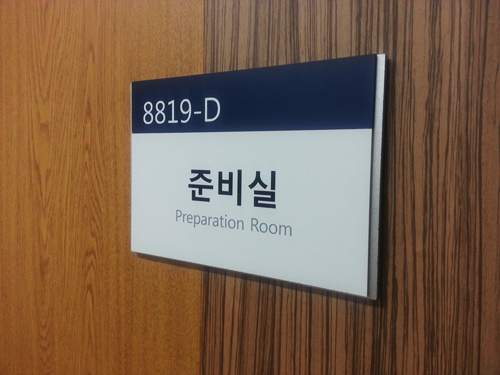 8819-D
준비실
Preparation Room